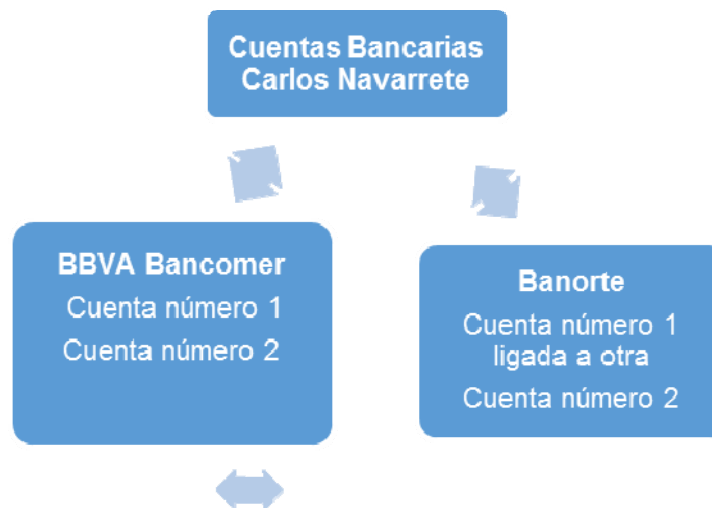 Cuentas Bancarias
Carlos Navarrete
BBVA Bancomer
Cuenta número 1
Cuenta número 2
Banorte
Cuenta número 1
ligada a otra
Cuenta número 2